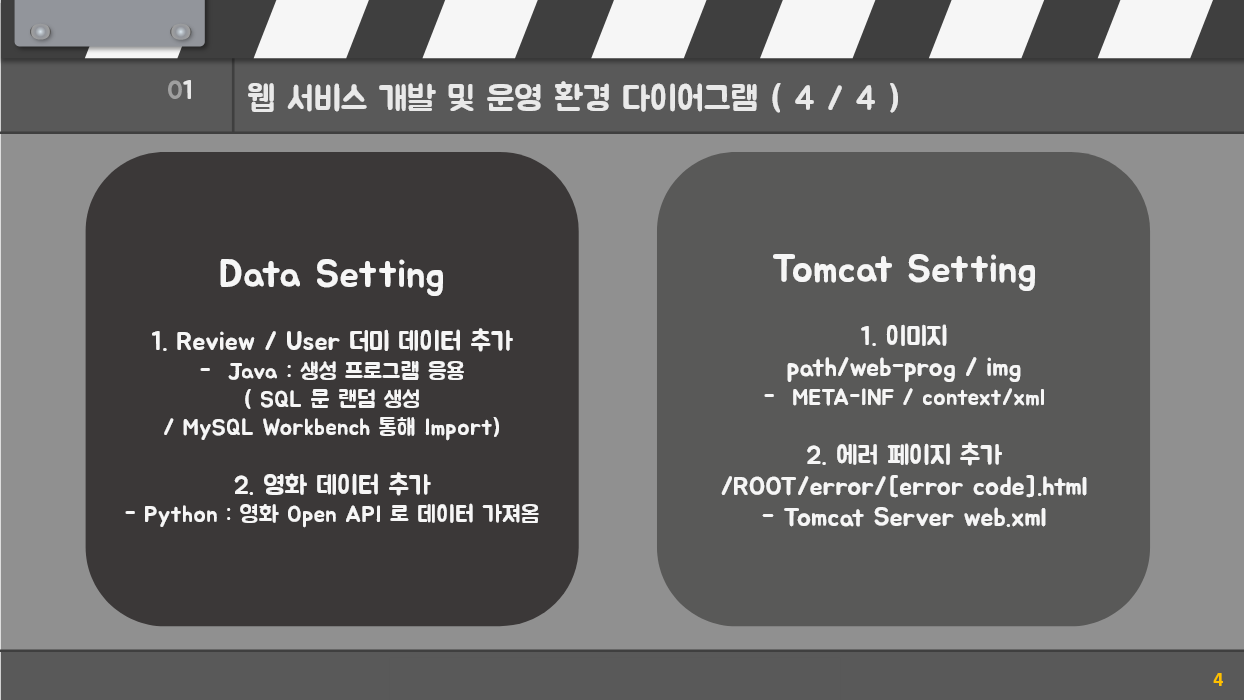 01
웹 서비스 개발 및 운영 환경 다이어그램 ( 4 / 4 )
Data Setting
1. Review / User 더미 데이터 추가
- Java : 생성 프로그램 응용
( SQL 문 랜덤 생성
/ MySQL Workbench 통해 Import)
2. 영화 데이터 추가
- Python : 영화 Open API 로 데이터 가져옴
Tomcat Setting
1. 이미지
path/web-prog / img
- META-INF / context/xml
2. 에러 페이지 추가
/ROOT/error/[error code].html
- Tomcat Server web.xml
4